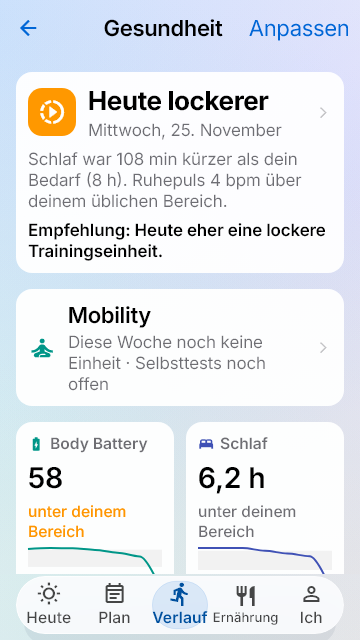 Gesundheit
Anpassen
Heute lockerer
Mittwoch, 25. November
Schlaf war 108 min kürzer als dein
Bedarf (8 h). Ruhepuls 4 bpm über
deinem üblichen Bereich.
Empfehlung: Heute eher eine lockere
Trainingseinheit.
Mobility
Diese Woche noch keine
Einheit · Selbsttests noch
offen
Body Battery
58
unter deinem
Bereich
Schlaf
6,2 h
unter deinem
Bereich
Heute
Plan
Verlauf
Ernährung
Ich